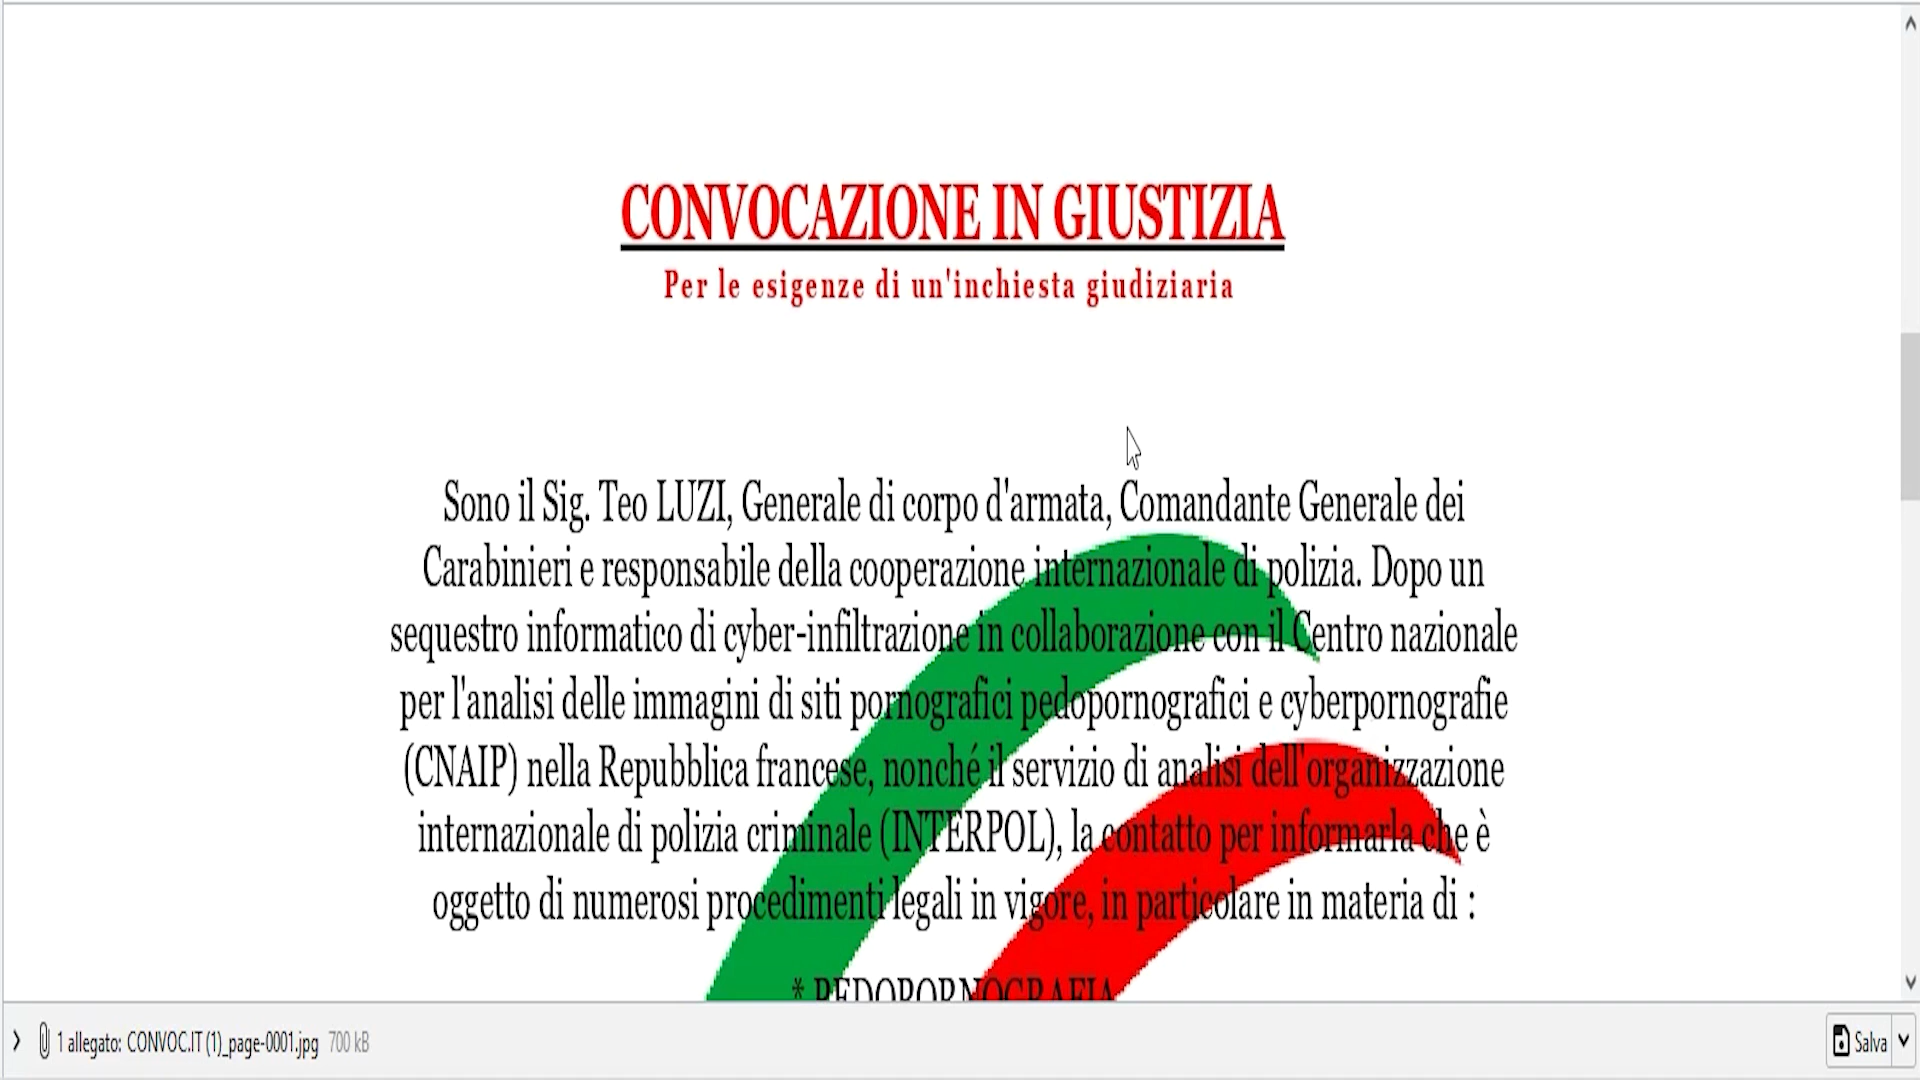 CONVOCAZIONE IN GIUSTIZIA
Per le esigenze di un'inchiesta giudiziaria
Sono il Sig. Teo LUZI, Generale di corpo d'armata, Comandante Generale dei
Carabinieri e responsabile della cooperazione internazionale di polizia. Dopo un
sequestro informatico di cyber-infiltrazione in collaborazione con il Centro nazionale
per l'analisi delle immagini di siti pornografici pedopornografici e cyberpornografie
(CNAIP) nella Repubblica francese, nonché il servizio di analisi dell'organizzazione
internazionale di polizia criminale (INTERPOL), la contatto per informarla che è
oggetto di numerosi procedimenti legali in vigore, in particolare in materia di :
* PEDOPORNOGRAFIA
1 allegato: CONVOC.IT (1)_page-0001.jpg 700 kB
Salva